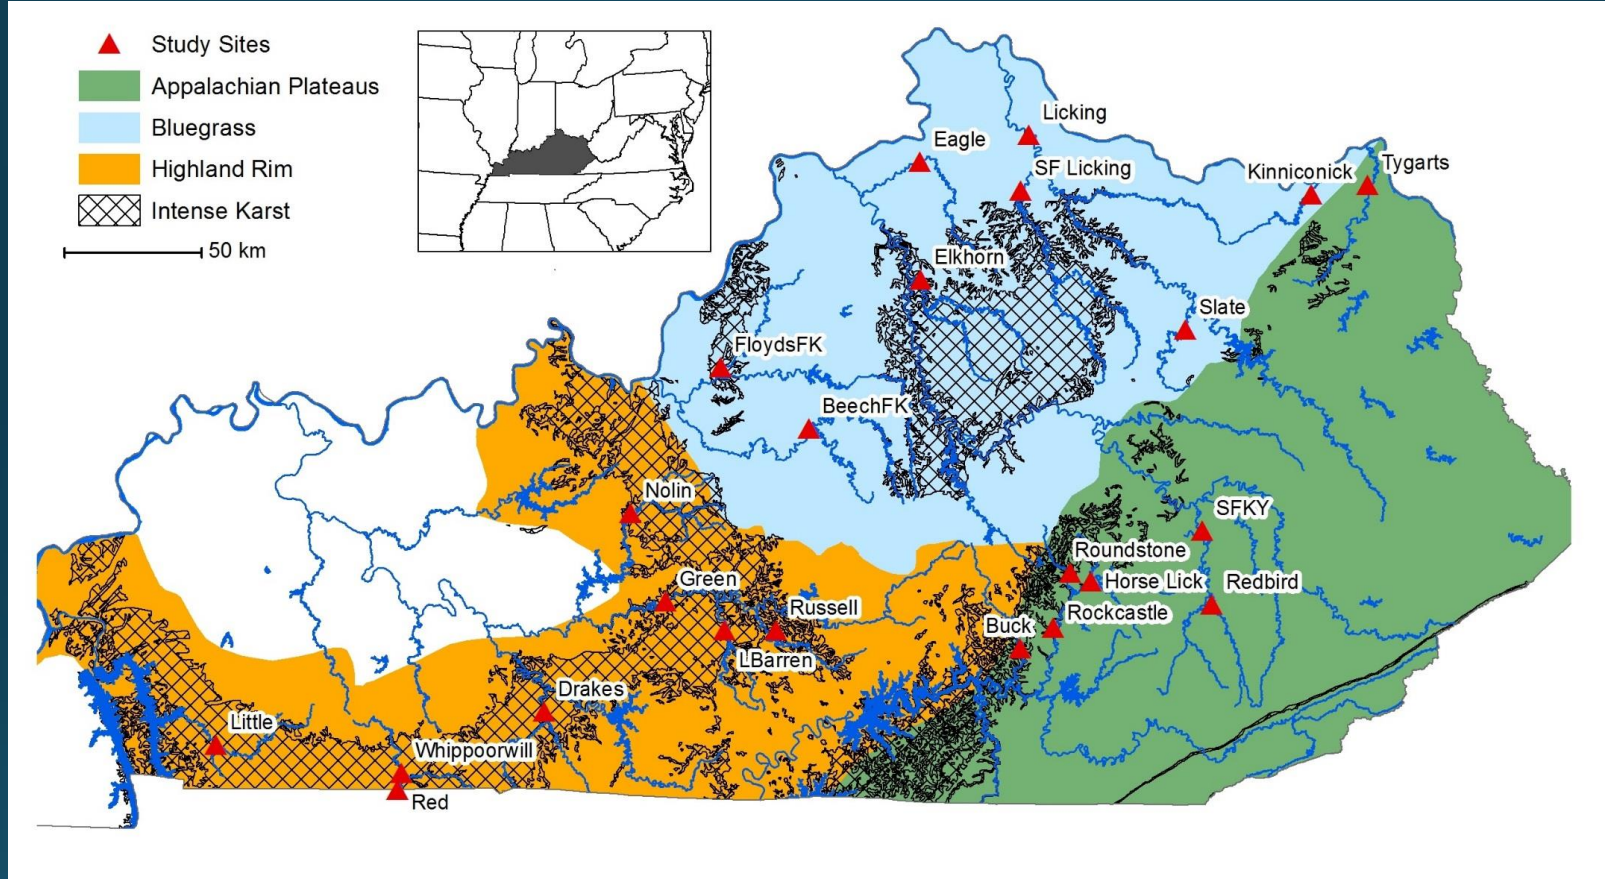 Study Sites
Appalachian Plateaus
Bluegrass
Highland Rim
Intense Karst
50 km
Licking
Eagle
SF Licking
Kinniconick
Tygarts
Elkhorn
Slate
FloydsFK
BeechFK
Nolin
SFKY
Roundstone
Green
Horse Lick
Redbird
Russell
Rockcastle
Buck
LBarren
Drakes
Little
Whippoorwill
Red